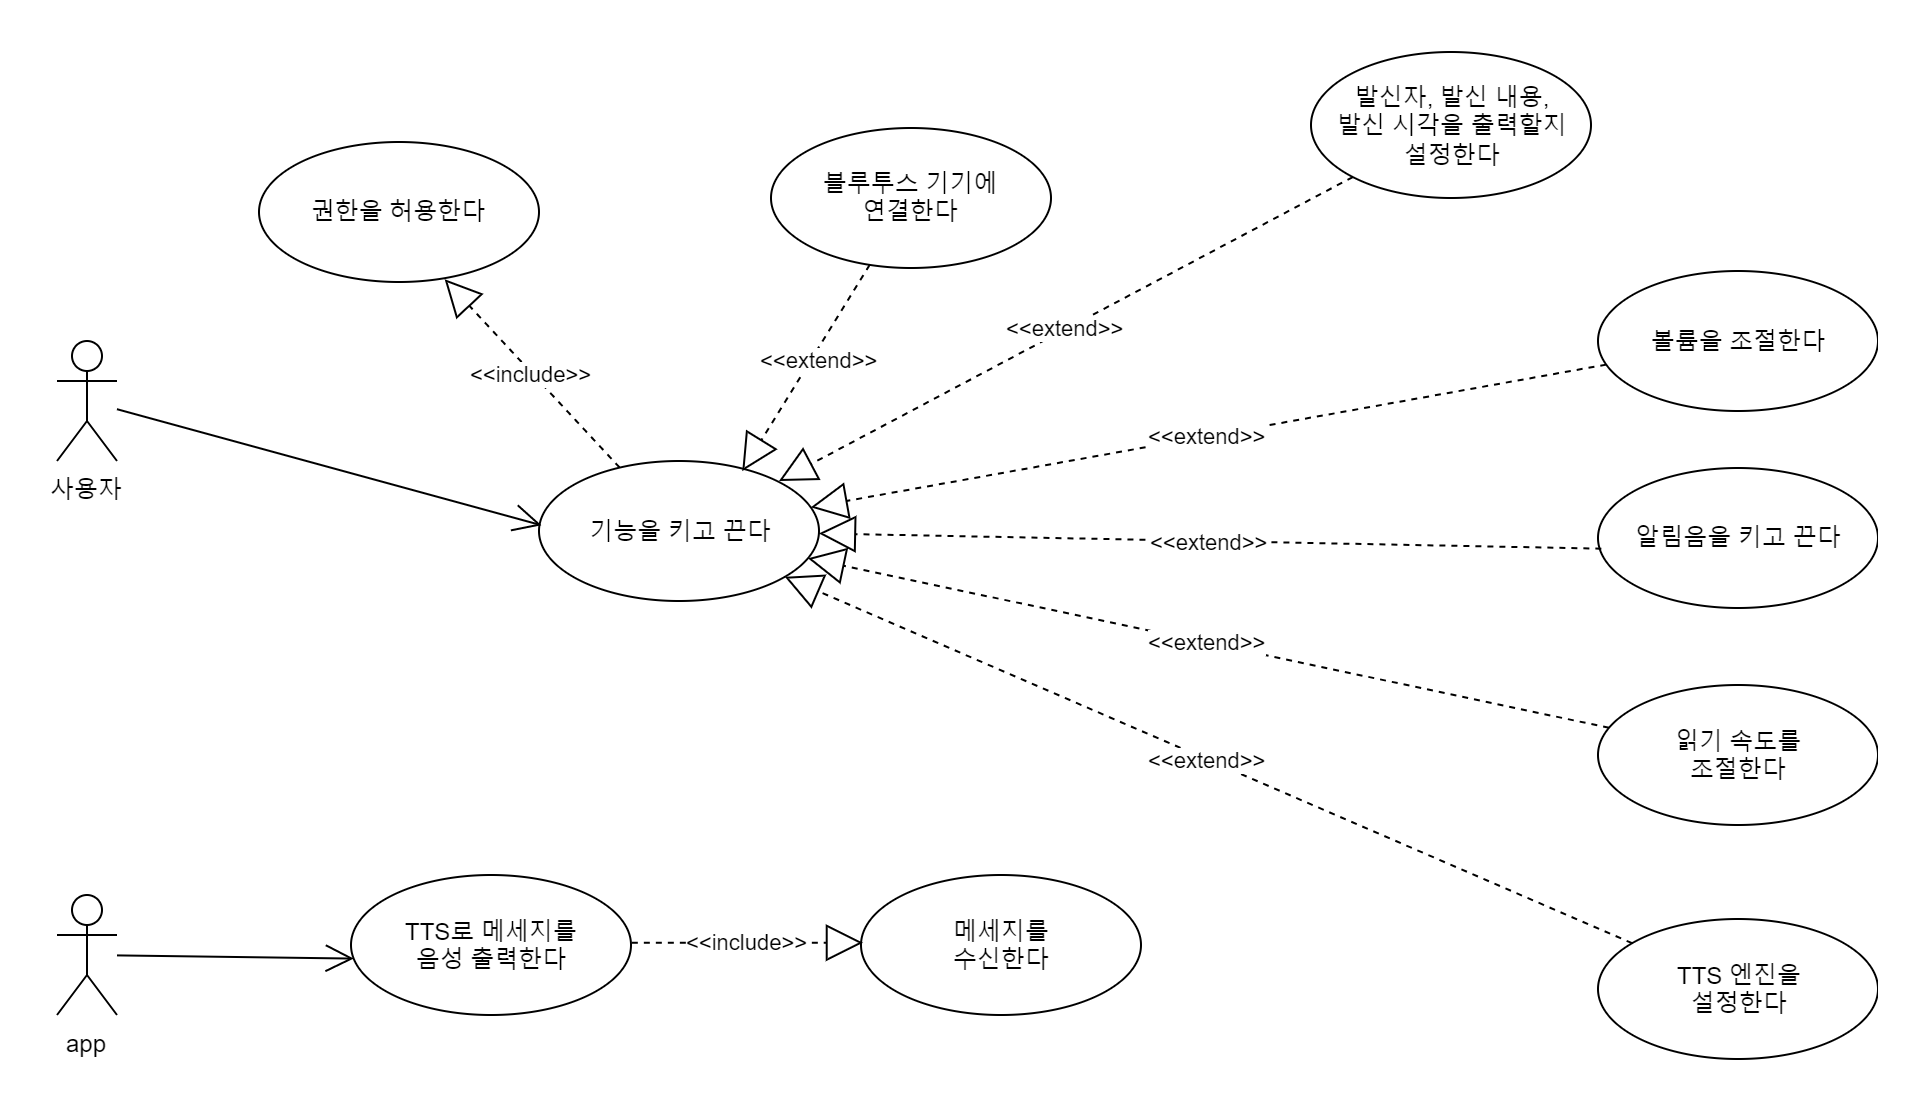 발신자, 발신 내용,
발신 시각을 출력할지
설정한다
블루투스 기기에
연결한다
권한을 허용한다
<<extend>>
볼륨을 조절한다
<<extend>>
<<include>>
<<extend>>
사용자
기능을 키고 끈다
<<extend>>
알림음을 키고 끈다
<<extend>>
읽기 속도를
조절한다
<<extend>>
TTS로 메세지를
음성 출력한다
<<include>>
메세지를
수신한다
TTS 엔진을
설정한다
app